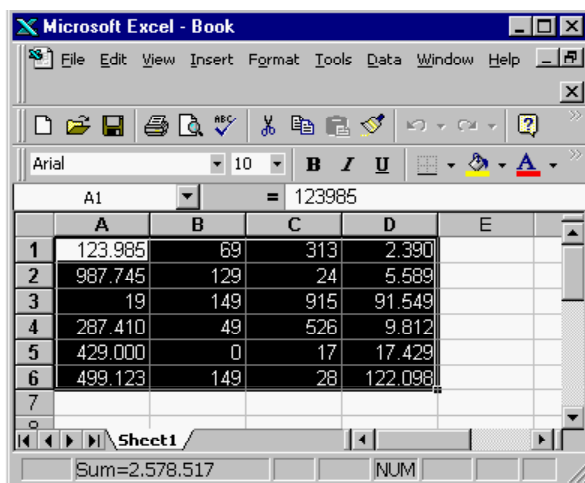 Microsoft Excel - Book
File Edit View Insert Format Tools Data Window Help
ABC
Arial 10 B I U A
A1 = 123985
A B C D E
1 123.985 69 313 2.390
2 987.745 129 24 5.589
3 19 149 915 91.549
4 287.410 49 526 9.812
5 429.000 0 17 17.429
6 499.123 149 28 122.098
7
Sheet1
Sum=2.578.517 NUM